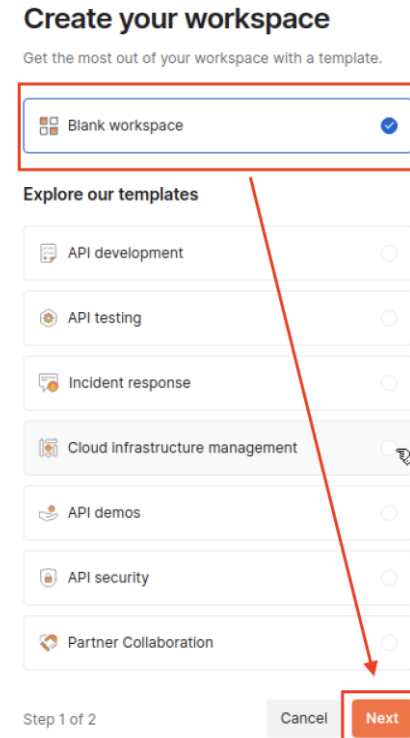 Create your workspace
Get the most out of your workspace with a template.
Blank workspace
Explore our templates
API development
API testing
Incident response
Cloud infrastructure management
API demos
API security
Partner Collaboration
Step 1 of 2
Cancel
Next